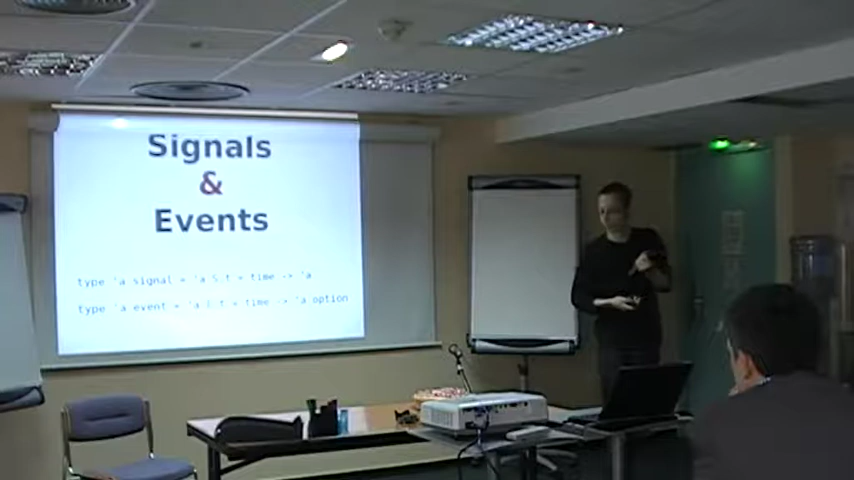 Signals
&
Events
type 'a signal = 'a S.t = time -> 'a
type 'a event = 'a E.t = time -> 'a option